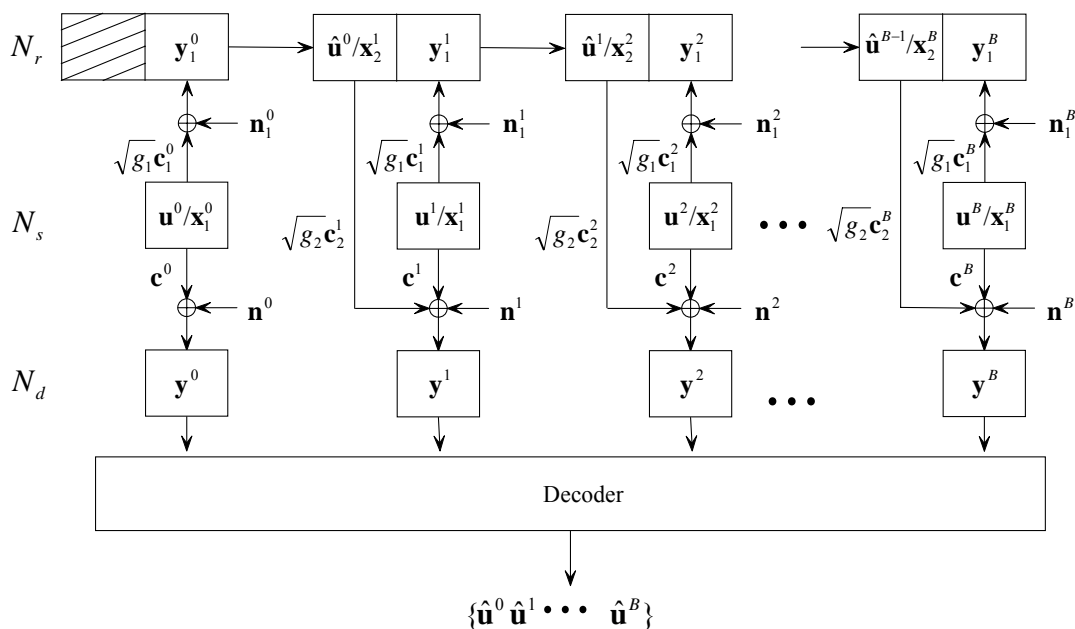 N_r y_1^0 û^0/x_2^1 y_1^1 û^1/x_2^2 y_1^2 û^{B−1}/x_2^B y_1^B
n_1^0 n_1^1 n_1^2 n_1^B
√g_1 c_1^0 √g_1 c_1^1 √g_1 c_1^2 √g_1 c_1^B
N_s u^0/x_1^0 u^1/x_1^1 u^2/x_1^2 ••• u^B/x_1^B
√g_2 c_2^1 √g_2 c_2^2 √g_2 c_2^B
c^0 c^1 c^2 c^B
n^0 n^1 n^2 n^B
N_d y^0 y^1 y^2 ••• y^B
Decoder
{û^0 û^1 ••• û^B}